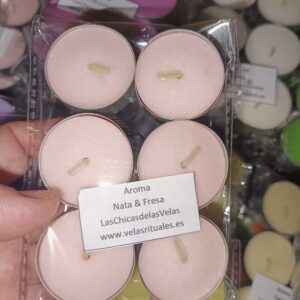 Aroma
Nata & Fresa
LasChicasdelasVelas
www.velasrituales.es